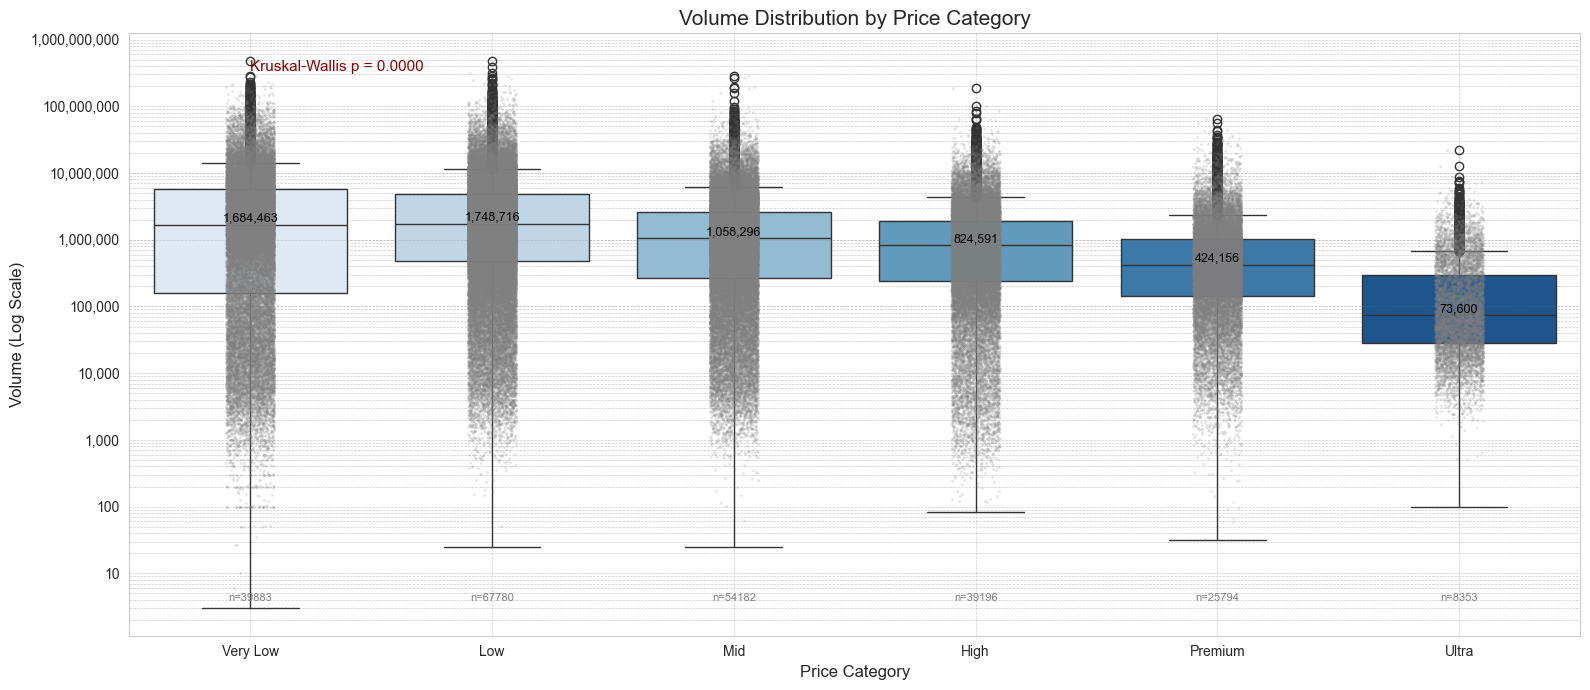 Volume Distribution by Price Category
1,000,000,000
100,000,000
10,000,000
1,000,000
100,000
10,000
1,000
100
10
Volume (Log Scale)
Kruskal-Wallis p = 0.0000
1,684,463
1,748,716
1,058,296
824,591
424,156
73,600
n=39883
n=67780
n=54182
n=39196
n=25794
n=8353
Very Low
Low
Mid
High
Premium
Ultra
Price Category